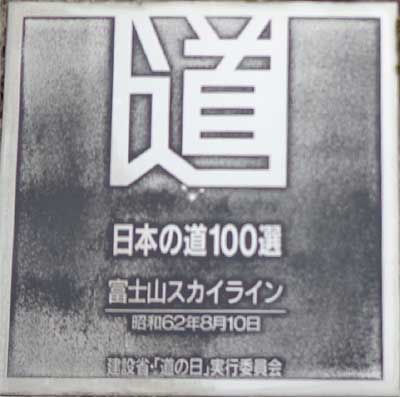 道
日本の道100選
富士山スカイライン
昭和62年8月10日
建設省・「道の日」実行委員会